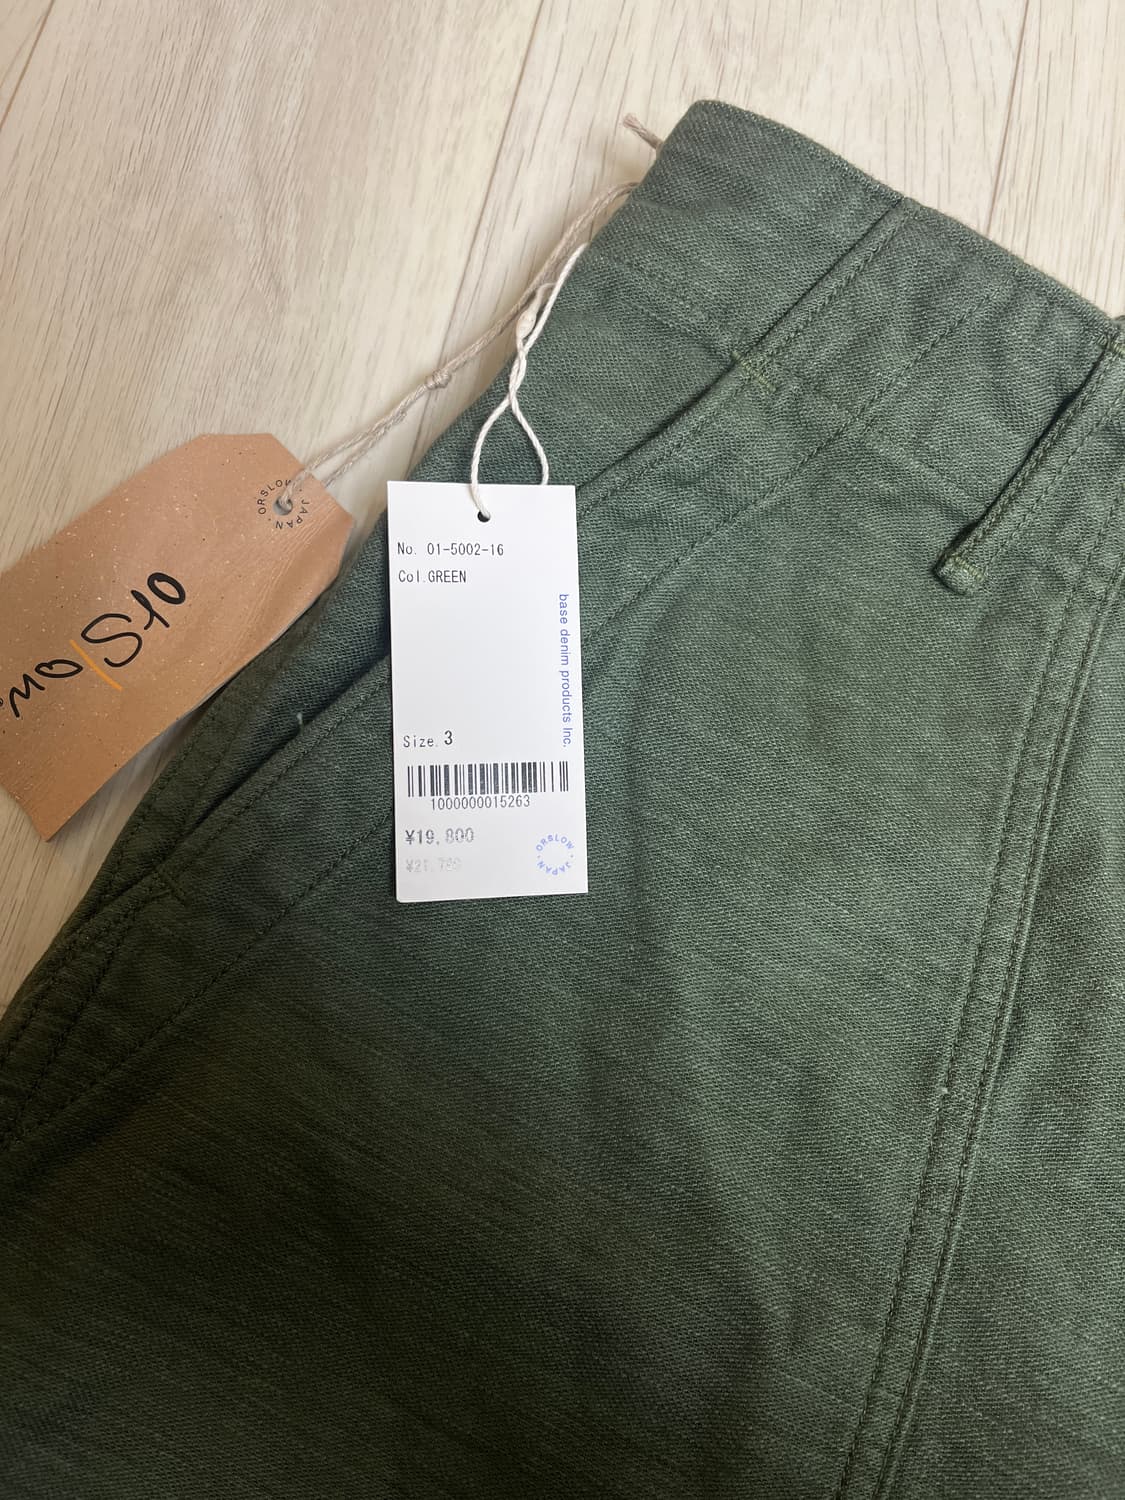 ORSLOW · JAPAN ·
orSlow
No. 01-5002-16
Col.GREEN
base denim products Inc.
Size. 3
1000000015263
¥19,800
ORSLOW · JAPAN ·